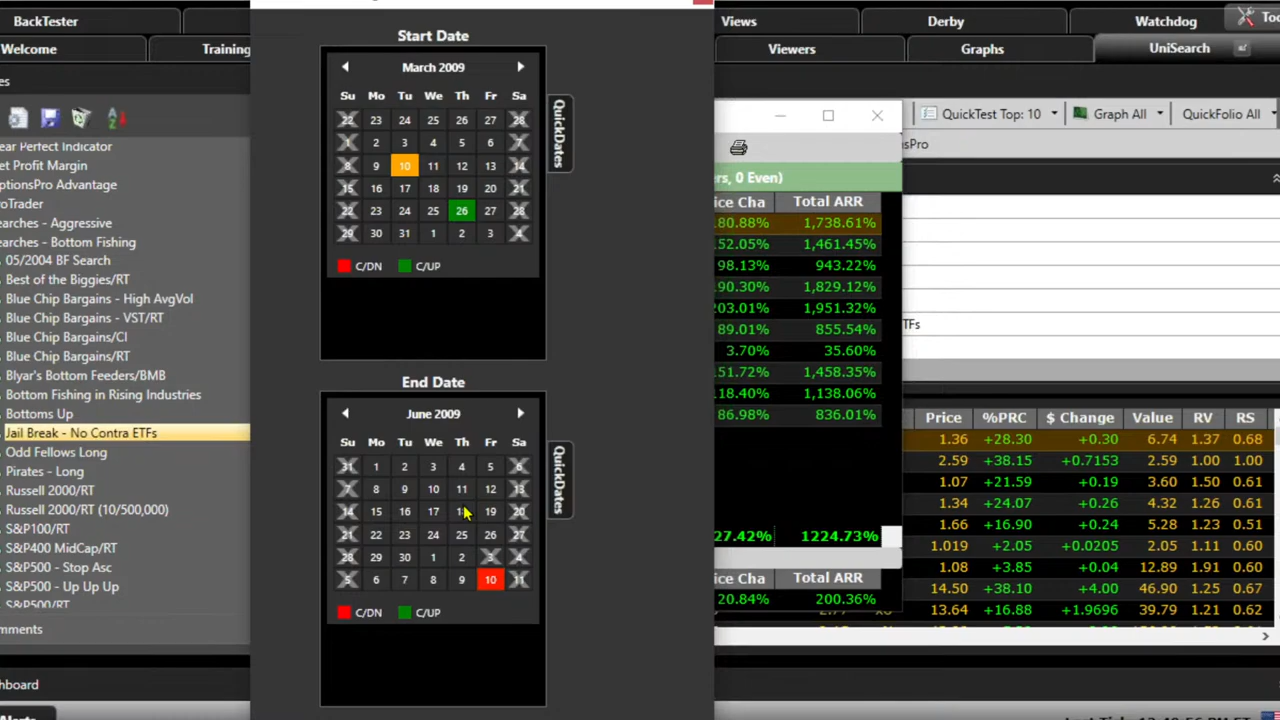 BackTester
Views
Derby
Watchdog
Welcome
Training
Viewers
Graphs
UniSearch
Start Date
March 2009
Su Mo Tu We Th Fr Sa
22 23 24 25 26 27 28
1 2 3 4 5 6 7
8 9 10 11 12 13 14
15 16 17 18 19 20 21
22 23 24 25 26 27 28
29 30 31 1 2 3 4
C/DN C/UP
QuickDates
End Date
June 2009
Su Mo Tu We Th Fr Sa
31 1 2 3 4 5 6
7 8 9 10 11 12 13
14 15 16 17 18 19 20
21 22 23 24 25 26 27
28 29 30 1 2 3 4
5 6 7 8 9 10 11
C/DN C/UP
QuickDates
ear Perfect Indicator
et Profit Margin
ptionsPro Advantage
roTrader
earches - Aggressive
earches - Bottom Fishing
05/2004 BF Search
Best of the Biggies/RT
Blue Chip Bargains - High AvgVol
Blue Chip Bargains - VST/RT
Blue Chip Bargains/CI
Blue Chip Bargains/RT
Blyar's Bottom Feeders/BMB
Bottom Fishing in Rising Industries
Bottoms Up
Jail Break - No Contra ETFs
Odd Fellows Long
Pirates - Long
Russell 2000/RT
Russell 2000/RT (10/500,000)
S&P100/RT
S&P400 MidCap/RT
S&P500 - Stop Asc
S&P500 - Up Up Up
S&P500/RT
mments
hboard
QuickTest Top: 10
Graph All
QuickFolio All
nsPro
rs, 0 Even)
ice Cha Total ARR
80.88% 1,738.61%
52.05% 1,461.45%
98.13% 943.22%
90.30% 1,829.12%
203.01% 1,951.32%
89.01% 855.54%
3.70% 35.60%
151.72% 1,458.35%
118.40% 1,138.06%
86.98% 836.01%
27.42% 1224.73%
ice Cha Total ARR
20.84% 200.36%
TFs
Price %PRC $ Change Value RV RS
1.36 +28.30 +0.30 6.74 1.37 0.68
2.59 +38.15 +0.7153 2.59 1.00 1.00
1.07 +21.59 +0.19 3.60 1.50 0.61
1.34 +24.07 +0.26 4.32 1.26 0.61
1.66 +16.90 +0.24 5.28 1.23 0.51
1.019 +2.05 +0.0205 13.64 1.06 0.61
1.08 +3.85 +0.04 12.89 1.91 0.60
14.50 +38.10 +4.00 46.90 1.25 0.67
13.64 +16.88 +1.9696 39.79 1.21 0.62